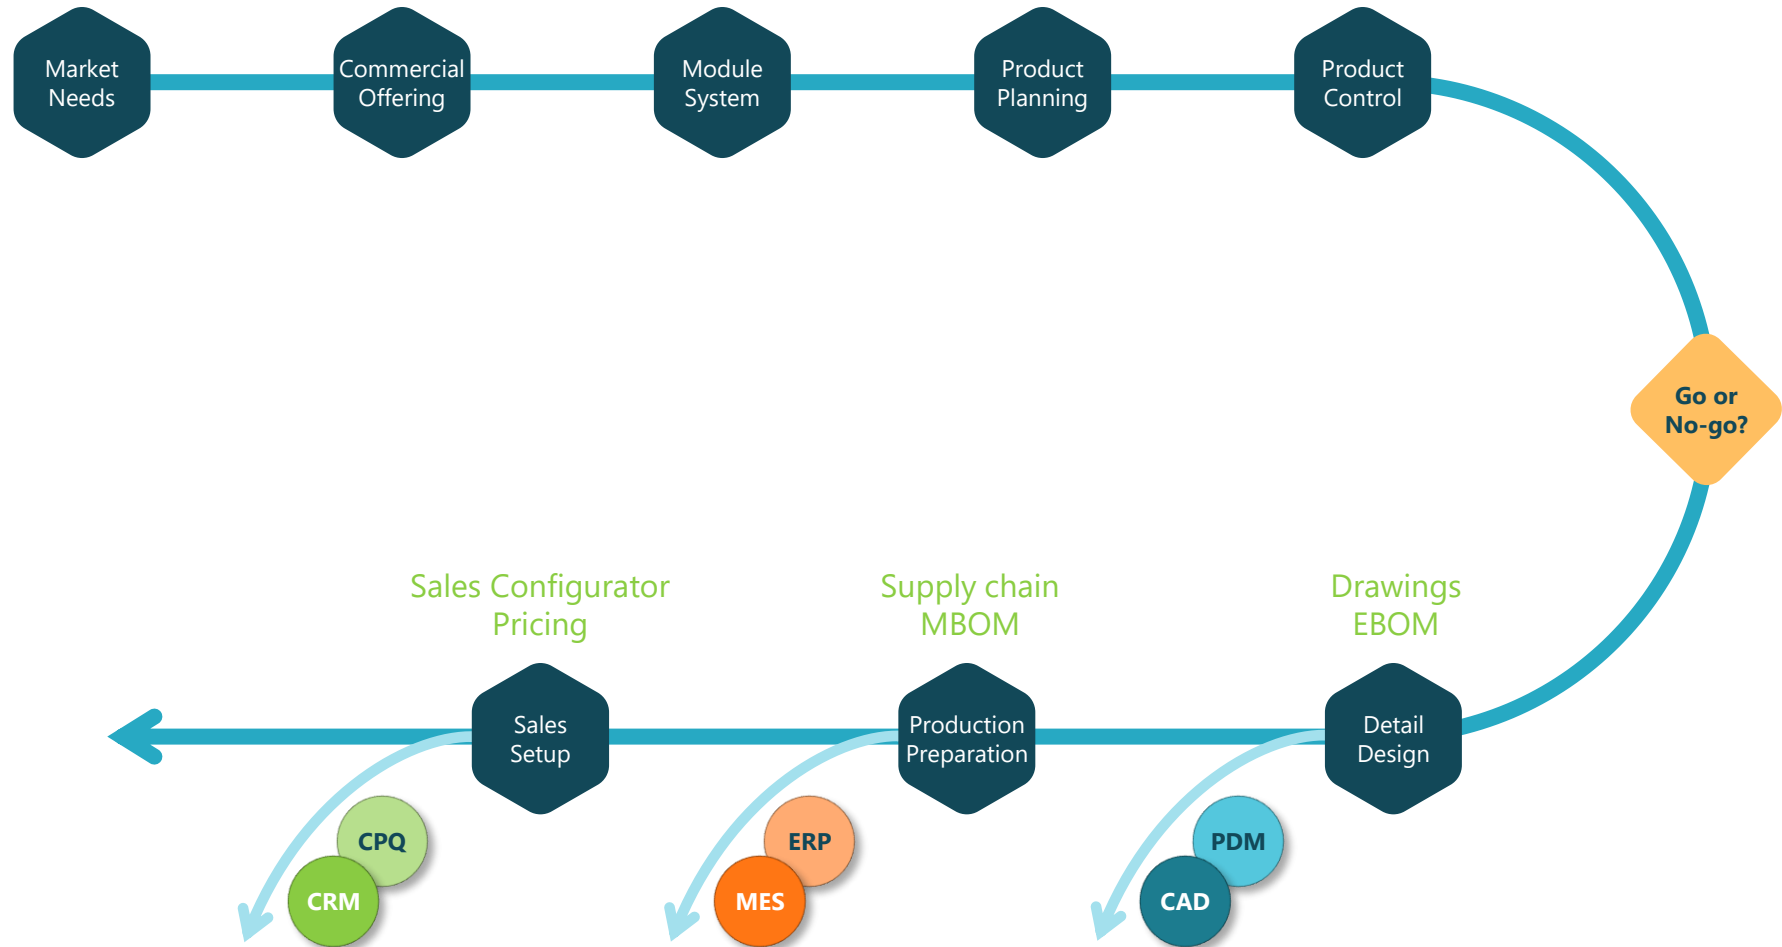 Market
Needs
Commercial
Offering
Module
System
Product
Planning
Product
Control
Go or
No-go?
Sales Configurator
Pricing
Supply chain
MBOM
Drawings
EBOM
Sales
Setup
Production
Preparation
Detail
Design
CPQ
CRM
ERP
MES
PDM
CAD